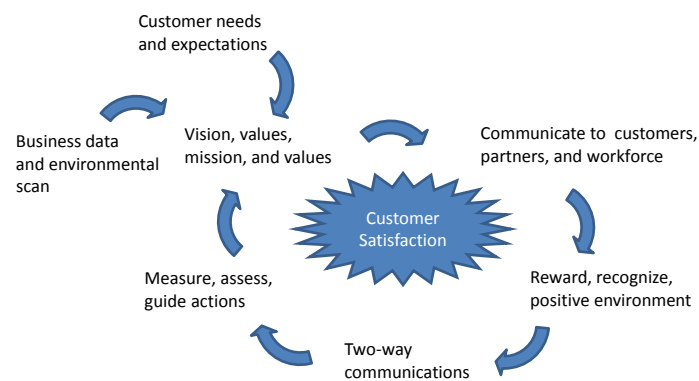 Customer needs
and expectations
Business data
and environmental
scan
Vision, values,
mission, and values
Communicate to customers,
partners, and workforce
Customer
Satisfaction
Measure, assess,
guide actions
Reward, recognize,
positive environment
Two-way
communications